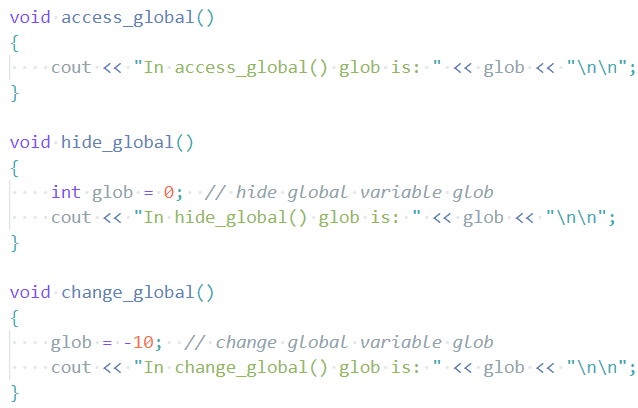 void access_global()
{
    cout << "In access_global() glob is: " << glob << "\n\n";
}

void hide_global()
{
    int glob = 0;  // hide global variable glob
    cout << "In hide_global() glob is: " << glob << "\n\n";
}

void change_global()
{
    glob = -10;  // change global variable glob
    cout << "In change_global() glob is: " << glob << "\n\n";
}